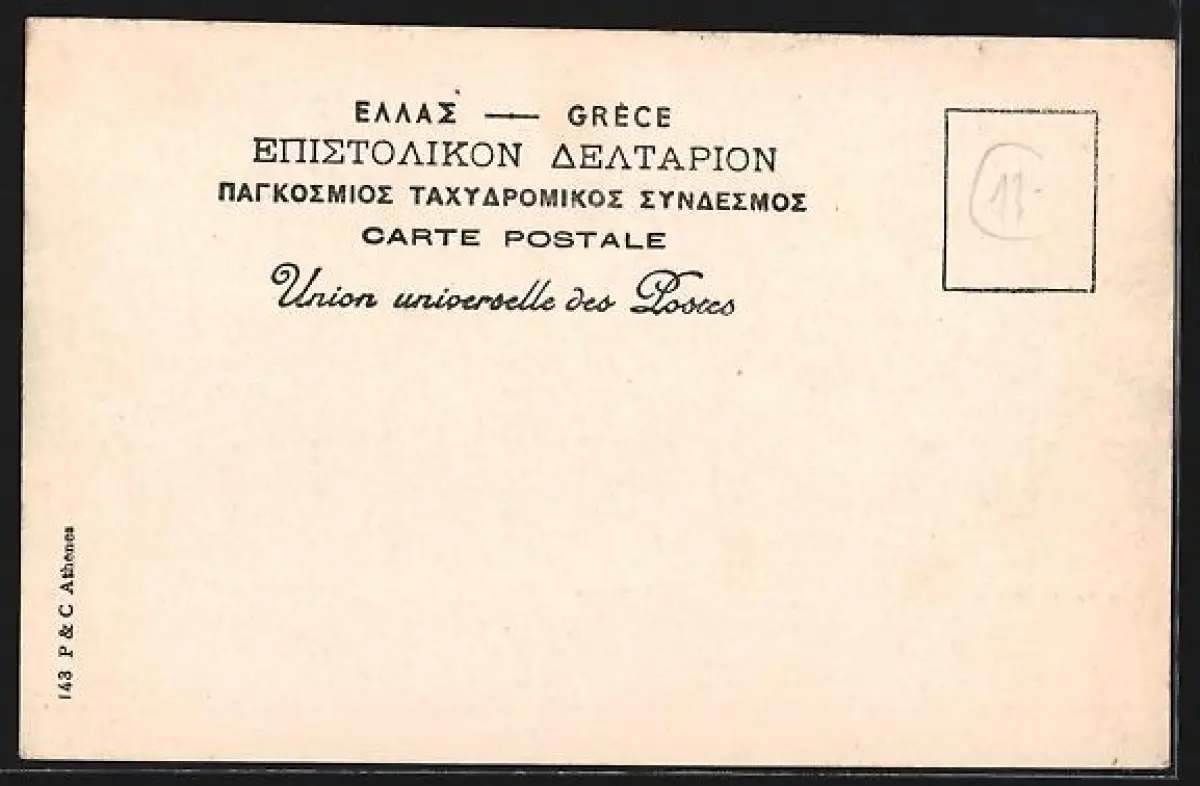 ΕΛΛΑΣ — GRÈCE
ΕΠΙΣΤΟΛΙΚΟΝ ΔΕΛΤΑΡΙΟΝ
ΠΑΓΚΟΣΜΙΟΣ ΤΑΧΥΔΡΟΜΙΚΟΣ ΣΥΝΔΕΣΜΟΣ
CARTE POSTALE
Union universelle des Postes
143 P & C Athènes